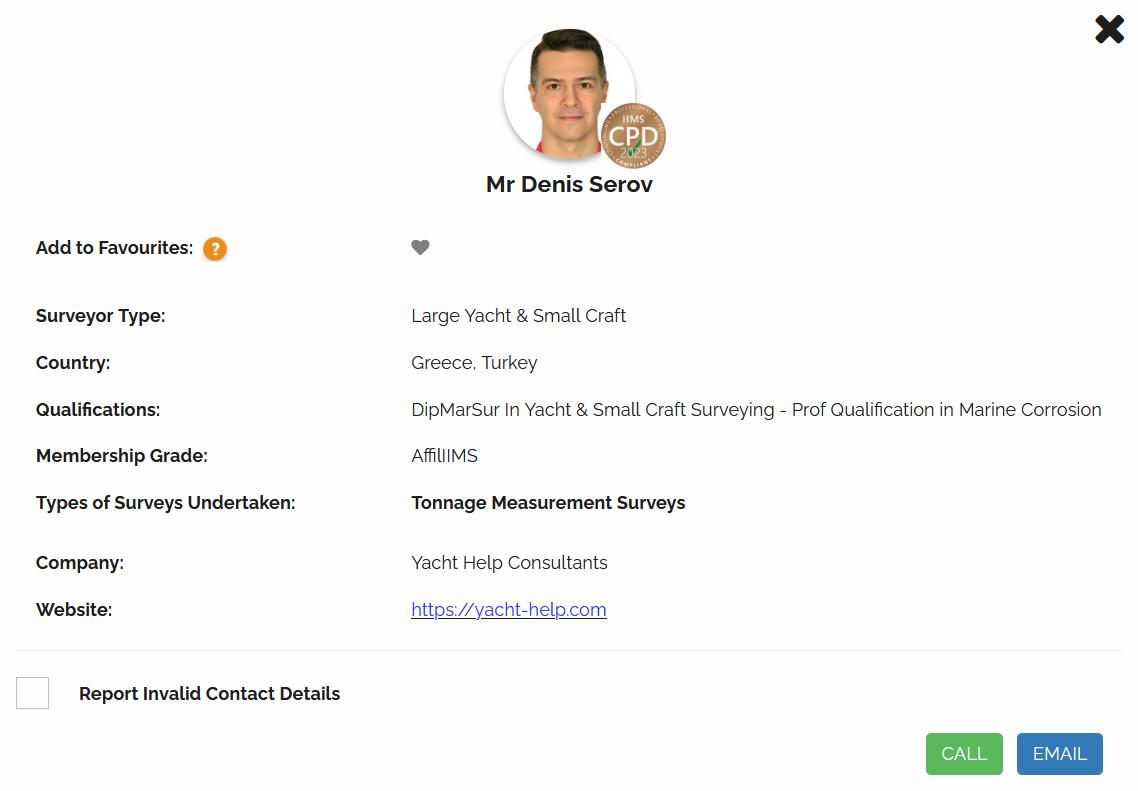 IIMS
CPD
2023
COMPLIANT
Mr Denis Serov
Add to Favourites: ?
Surveyor Type: Large Yacht & Small Craft
Country: Greece, Turkey
Qualifications: DipMarSur In Yacht & Small Craft Surveying - Prof Qualification in Marine Corrosion
Membership Grade: AffilIIMS
Types of Surveys Undertaken: Tonnage Measurement Surveys
Company: Yacht Help Consultants
Website: https://yacht-help.com
Report Invalid Contact Details
CALL EMAIL